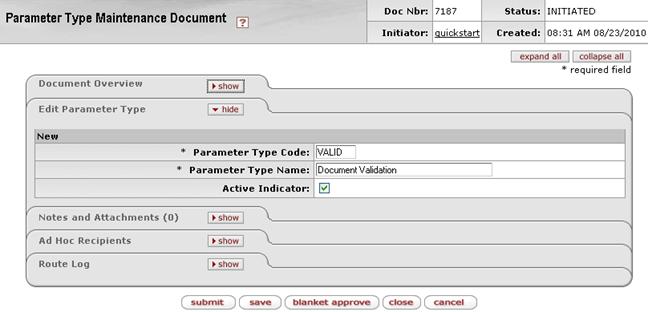 Parameter Type Maintenance Document ?
Doc Nbr: 7187 Status: INITIATED
Initiator: quickstart Created: 08:31 AM 08/23/2010
expand all collapse all
* required field
Document Overview show
Edit Parameter Type hide
New
* Parameter Type Code: VALID
* Parameter Type Name: Document Validation
Active Indicator:
Notes and Attachments (0) show
Ad Hoc Recipients show
Route Log show
submit save blanket approve close cancel